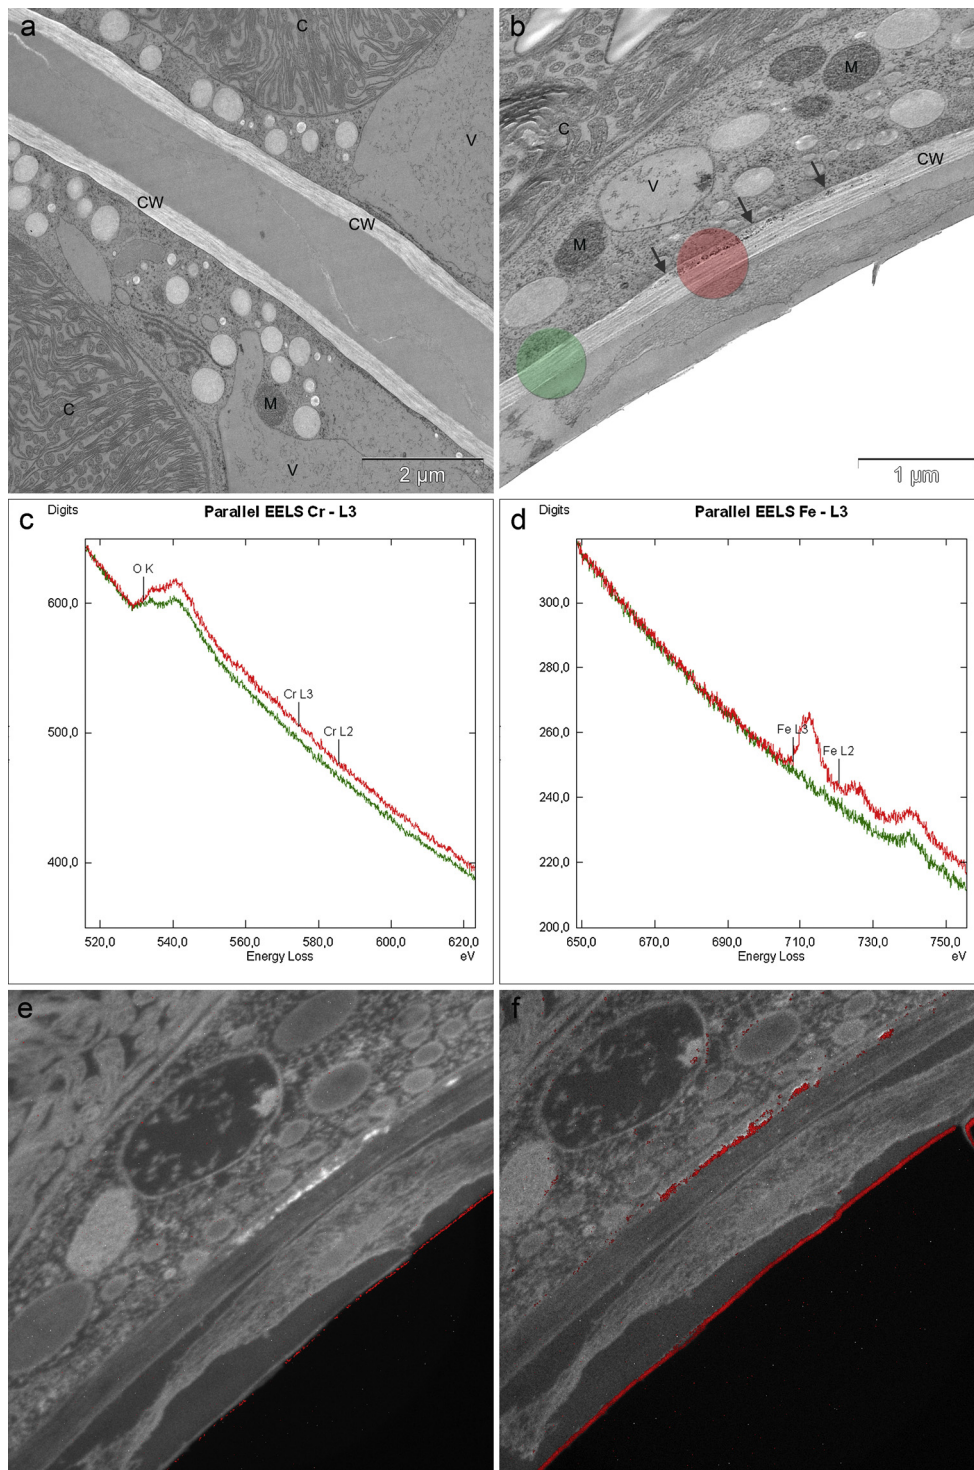 a
C
V
CW
CW
C
M
V
2 µm
b
M
C
CW
V
M
1 µm
c
Digits
Parallel EELS Cr - L3
O K
600,0
Cr L3
Cr L2
500,0
400,0
520,0 540,0 560,0 580,0 600,0 620,0
Energy Loss eV
d
Digits
Parallel EELS Fe - L3
300,0
280,0
260,0
Fe L3
Fe L2
240,0
220,0
200,0
650,0 670,0 690,0 710,0 730,0 750,0
Energy Loss eV
e
f